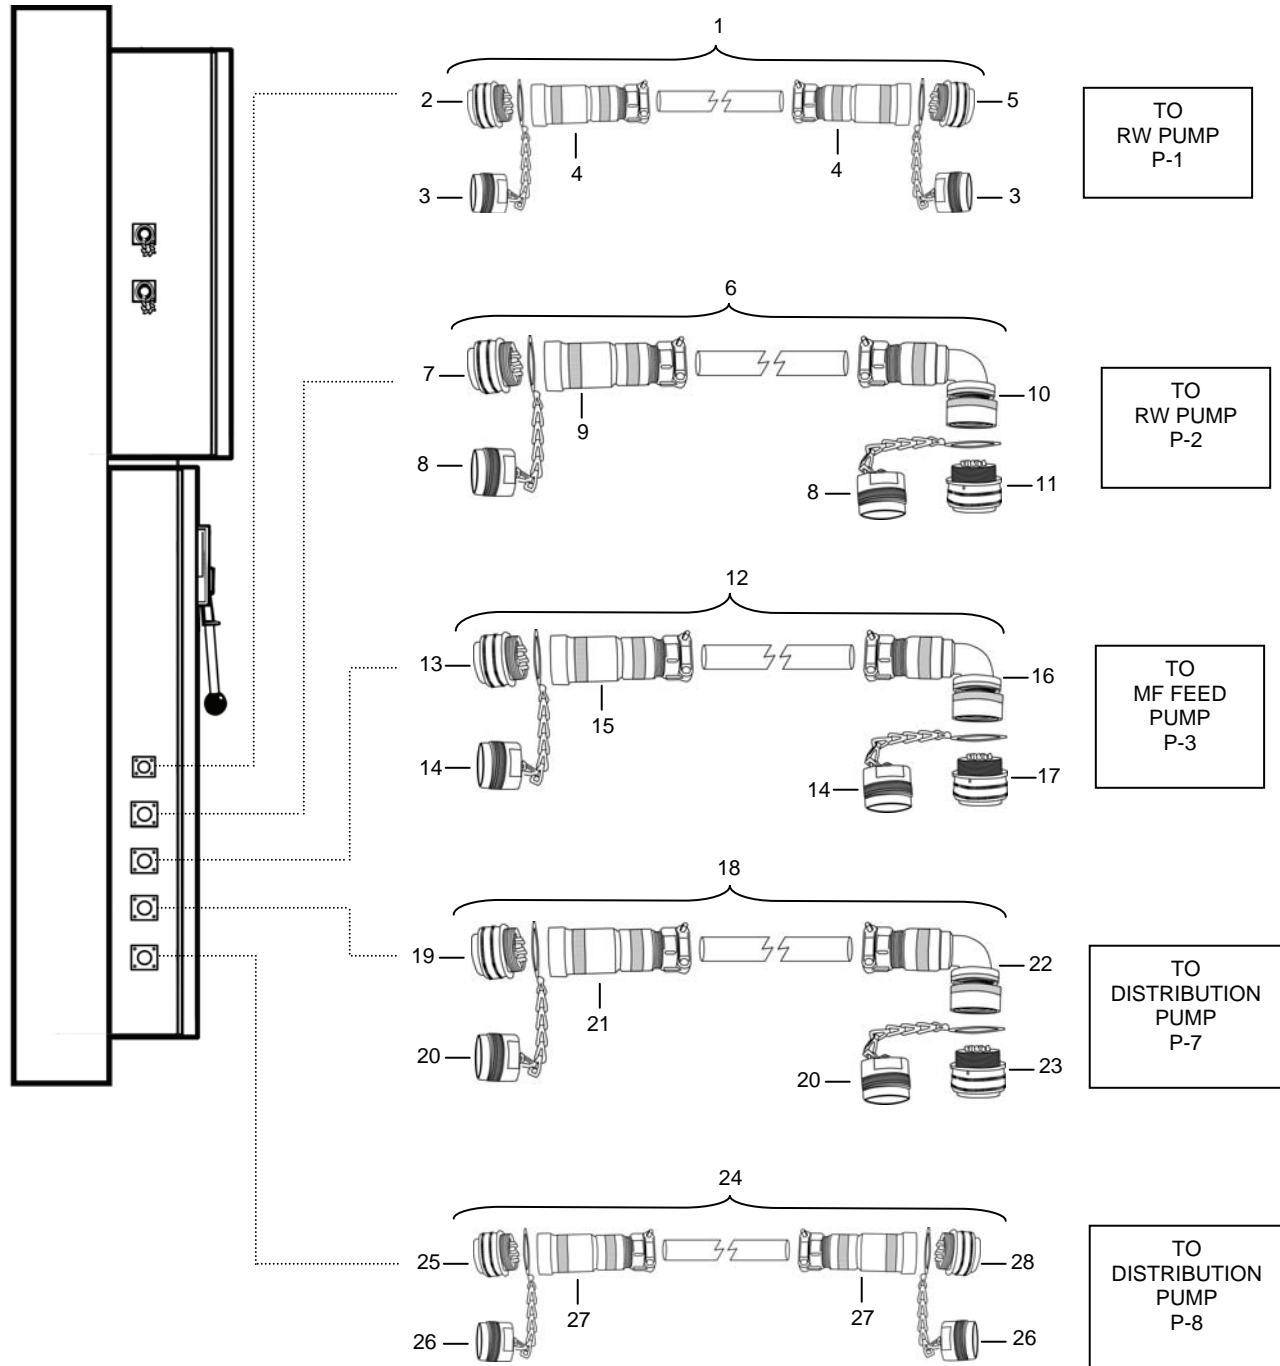 1
2
5
4
4
3
3
TO
RW PUMP
P-1
6
7
10
9
8
8
11
TO
RW PUMP
P-2
12
13
16
15
14
14
17
TO
MF FEED
PUMP
P-3
18
19
22
21
20
20
23
TO
DISTRIBUTION
PUMP
P-7
24
25
28
27
27
26
26
TO
DISTRIBUTION
PUMP
P-8